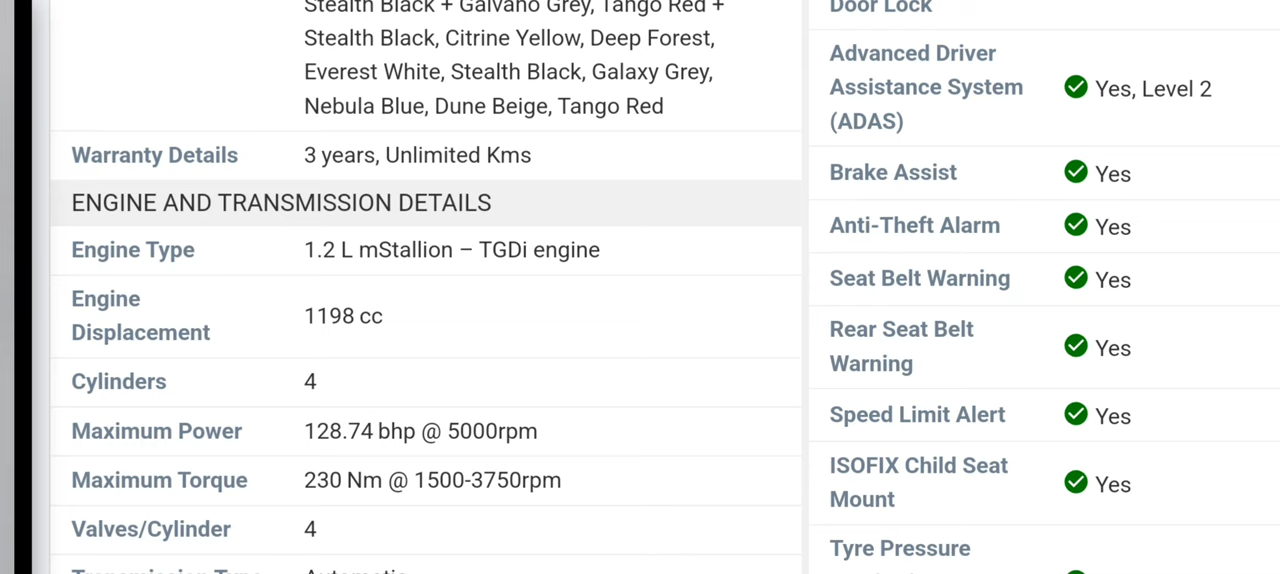 Stealth Black + Galvano Grey, Tango Red +
Stealth Black, Citrine Yellow, Deep Forest,
Everest White, Stealth Black, Galaxy Grey,
Nebula Blue, Dune Beige, Tango Red
Warranty Details 3 years, Unlimited Kms
ENGINE AND TRANSMISSION DETAILS
Engine Type 1.2 L mStallion – TGDi engine
Engine
Displacement 1198 cc
Cylinders 4
Maximum Power 128.74 bhp @ 5000rpm
Maximum Torque 230 Nm @ 1500-3750rpm
Valves/Cylinder 4
Transmission Type Automatic
Door Lock
Advanced Driver
Assistance System Yes, Level 2
(ADAS)
Brake Assist Yes
Anti-Theft Alarm Yes
Seat Belt Warning Yes
Rear Seat Belt
Warning Yes
Speed Limit Alert Yes
ISOFIX Child Seat
Mount Yes
Tyre Pressure